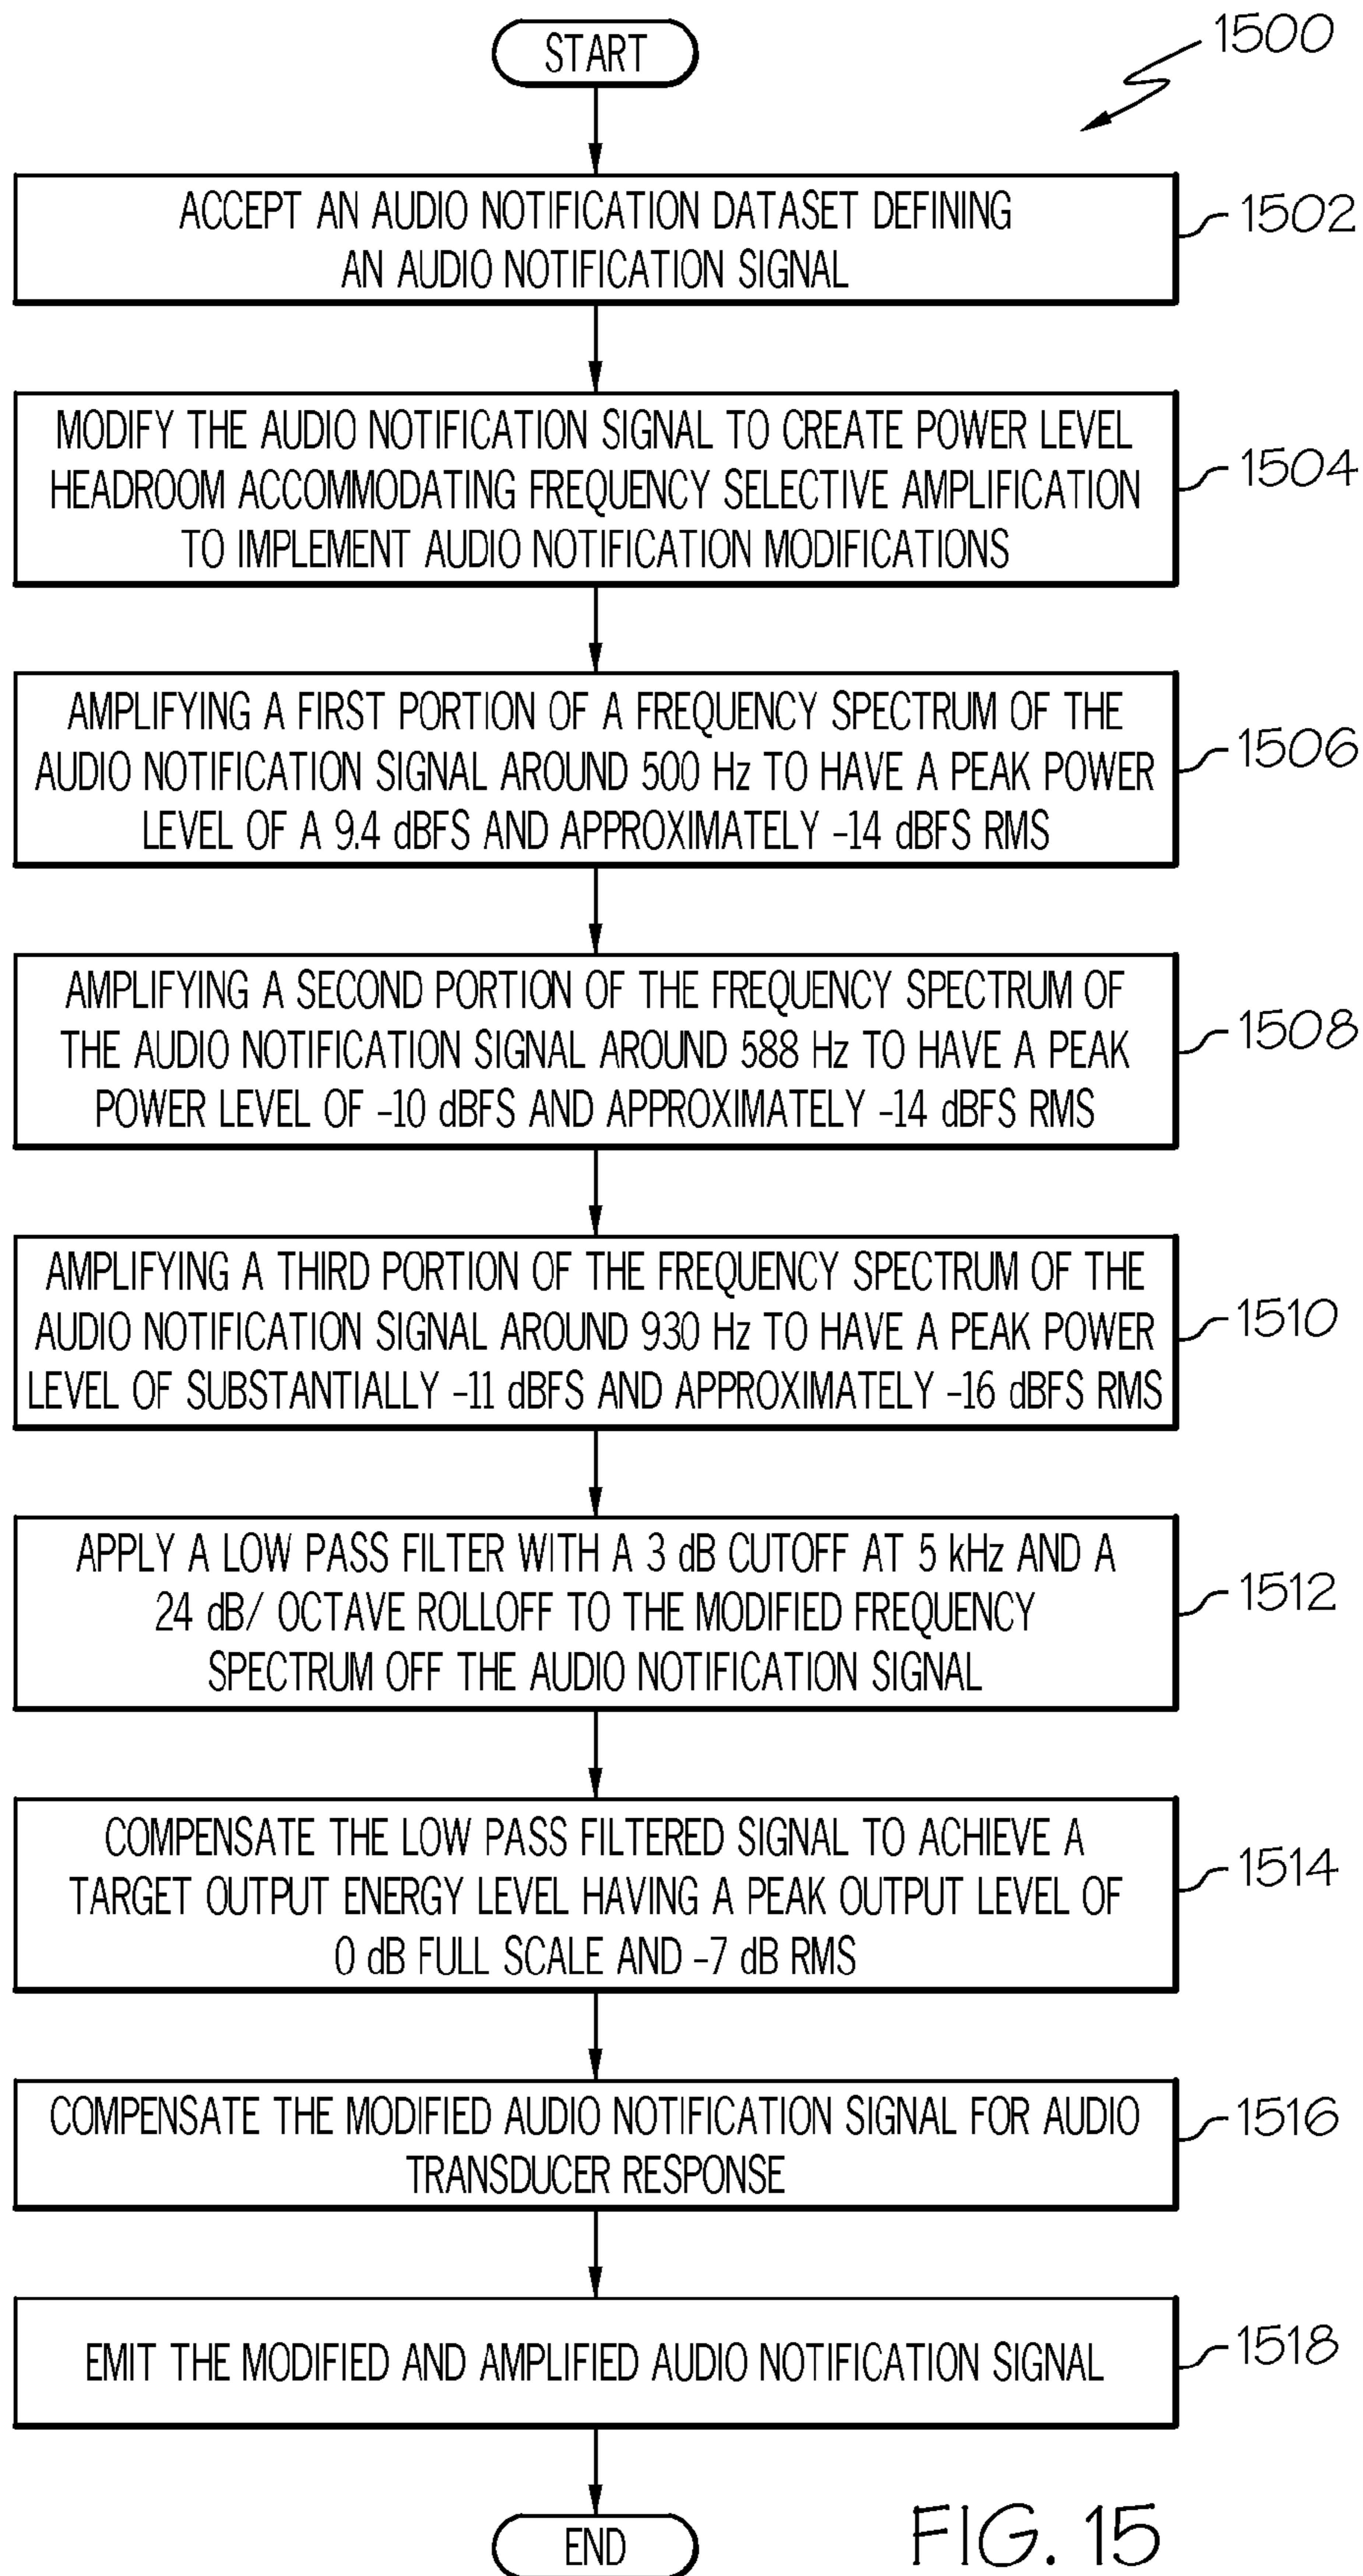 START
1500
ACCEPT AN AUDIO NOTIFICATION DATASET DEFINING
AN AUDIO NOTIFICATION SIGNAL
1502
MODIFY THE AUDIO NOTIFICATION SIGNAL TO CREATE POWER LEVEL
HEADROOM ACCOMMODATING FREQUENCY SELECTIVE AMPLIFICATION
TO IMPLEMENT AUDIO NOTIFICATION MODIFICATIONS
1504
AMPLIFYING A FIRST PORTION OF A FREQUENCY SPECTRUM OF THE
AUDIO NOTIFICATION SIGNAL AROUND 500 Hz TO HAVE A PEAK POWER
LEVEL OF A 9.4 dBFS AND APPROXIMATELY -14 dBFS RMS
1506
AMPLIFYING A SECOND PORTION OF THE FREQUENCY SPECTRUM OF
THE AUDIO NOTIFICATION SIGNAL AROUND 588 Hz TO HAVE A PEAK
POWER LEVEL OF -10 dBFS AND APPROXIMATELY -14 dBFS RMS
1508
AMPLIFYING A THIRD PORTION OF THE FREQUENCY SPECTRUM OF THE
AUDIO NOTIFICATION SIGNAL AROUND 930 Hz TO HAVE A PEAK POWER
LEVEL OF SUBSTANTIALLY -11 dBFS AND APPROXIMATELY -16 dBFS RMS
1510
APPLY A LOW PASS FILTER WITH A 3 dB CUTOFF AT 5 kHz AND A
24 dB/ OCTAVE ROLLOFF TO THE MODIFIED FREQUENCY
SPECTRUM OFF THE AUDIO NOTIFICATION SIGNAL
1512
COMPENSATE THE LOW PASS FILTERED SIGNAL TO ACHIEVE A
TARGET OUTPUT ENERGY LEVEL HAVING A PEAK OUTPUT LEVEL OF
0 dB FULL SCALE AND -7 dB RMS
1514
COMPENSATE THE MODIFIED AUDIO NOTIFICATION SIGNAL FOR AUDIO
TRANSDUCER RESPONSE
1516
EMIT THE MODIFIED AND AMPLIFIED AUDIO NOTIFICATION SIGNAL
1518
END
FIG. 15